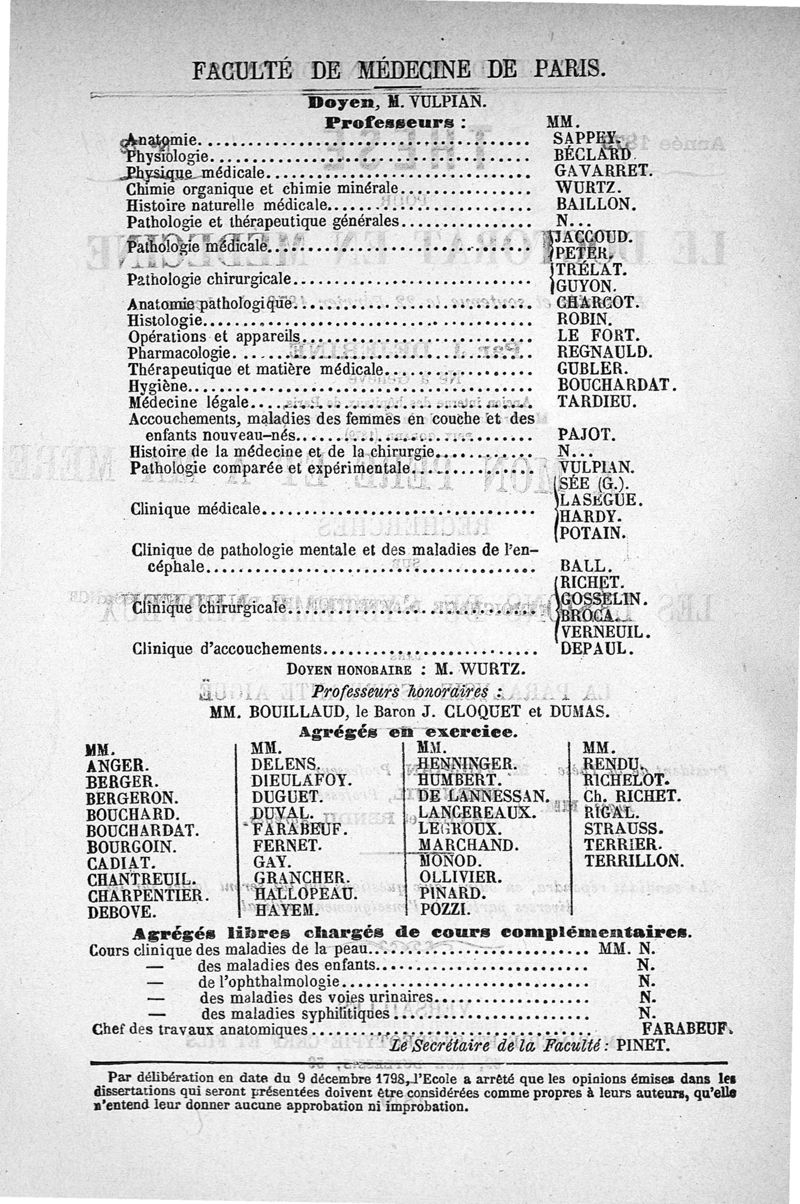 FACULTÉ DE MÉDECINE DE PARIS.
Doyen, M. VULPIAN.
Professeurs : MM.
Anatomie........ SAPPEY.
Physiologie........ BÉCLARD
Physique médicale........ GAVARRET.
Chimie organique et chimie minérale........ WURTZ.
Histoire naturelle médicale........ BAILLON.
Pathologie et thérapeutique générales........ N...
Pathologie médicale........ JACCOUD.
PETER.
Pathologie chirurgicale........ TRÉLAT.
GUYON.
Anatomie pathologique........ CHARCOT.
Histologie........ ROBIN.
Opérations et appareils........ LE FORT.
Pharmacologie........ REGNAULD.
Thérapeutique et matière médicale........ GUBLER.
Hygiène........ BOUCHARDAT.
Médecine légale........ TARDIEU.
Accouchements, maladies des femmes en couche et des
enfants nouveau-nés........ PAJOT.
Histoire de la médecine et de la chirurgie........ N...
Pathologie comparée et expérimentale........ VULPIAN.
Clinique médicale........ SÉE (G.).
LASÈGUE.
HARDY.
POTAIN.
Clinique de pathologie mentale et des maladies de l'en-
céphale........ BALL.
Clinique chirurgicale........ RICHET.
GOSSELIN.
BROCA.
VERNEUIL.
Clinique d'accouchements........ DEPAUL.
DOYEN HONORAIRE : M. WURTZ.
Professeurs honoraires :
MM. BOUILLAUD, le Baron J. CLOQUET et DUMAS.
Agrégés en exercice.
MM.
ANGER.
BERGER.
BERGERON.
BOUCHARD.
BOUCHARDAT.
BOURGOIN.
CADIAT.
CHANTREUIL.
CHARPENTIER.
DEBOVE.
MM.
DELENS.
DIEULAFOY.
DUGUET.
DUVAL.
FARABEUF.
FERNET.
GAY.
GRANCHER.
HALLOPEAU.
HAYEM.
MM.
HENNINGER.
HUMBERT.
DE LANNESSAN.
LANCEREAUX.
LEGROUX.
MARCHAND.
MONOD.
OLLIVIER.
PINARD.
POZZI.
MM.
RENDU.
RICHELOT.
Ch. RICHET.
RIGAL.
STRAUSS.
TERRIER.
TERRILLON.
Agrégés libres chargés de cours complémentaires.
Cours clinique des maladies de la peau........ MM. N.
— des maladies des enfants........ N.
— de l'ophthalmologie........ N.
— des maladies des voies urinaires........ N.
— des maladies syphilitiques........ N.
Chef des travaux anatomiques........ FARABEUF.
Le Secrétaire de la Faculté : PINET.
Par délibération en date du 9 décembre 1798, l'Ecole a arrêté que les opinions émises dans les
dissertations qui seront présentées doivent être considérées comme propres à leurs auteurs, qu'elle
n'entend leur donner aucune approbation ni improbation.